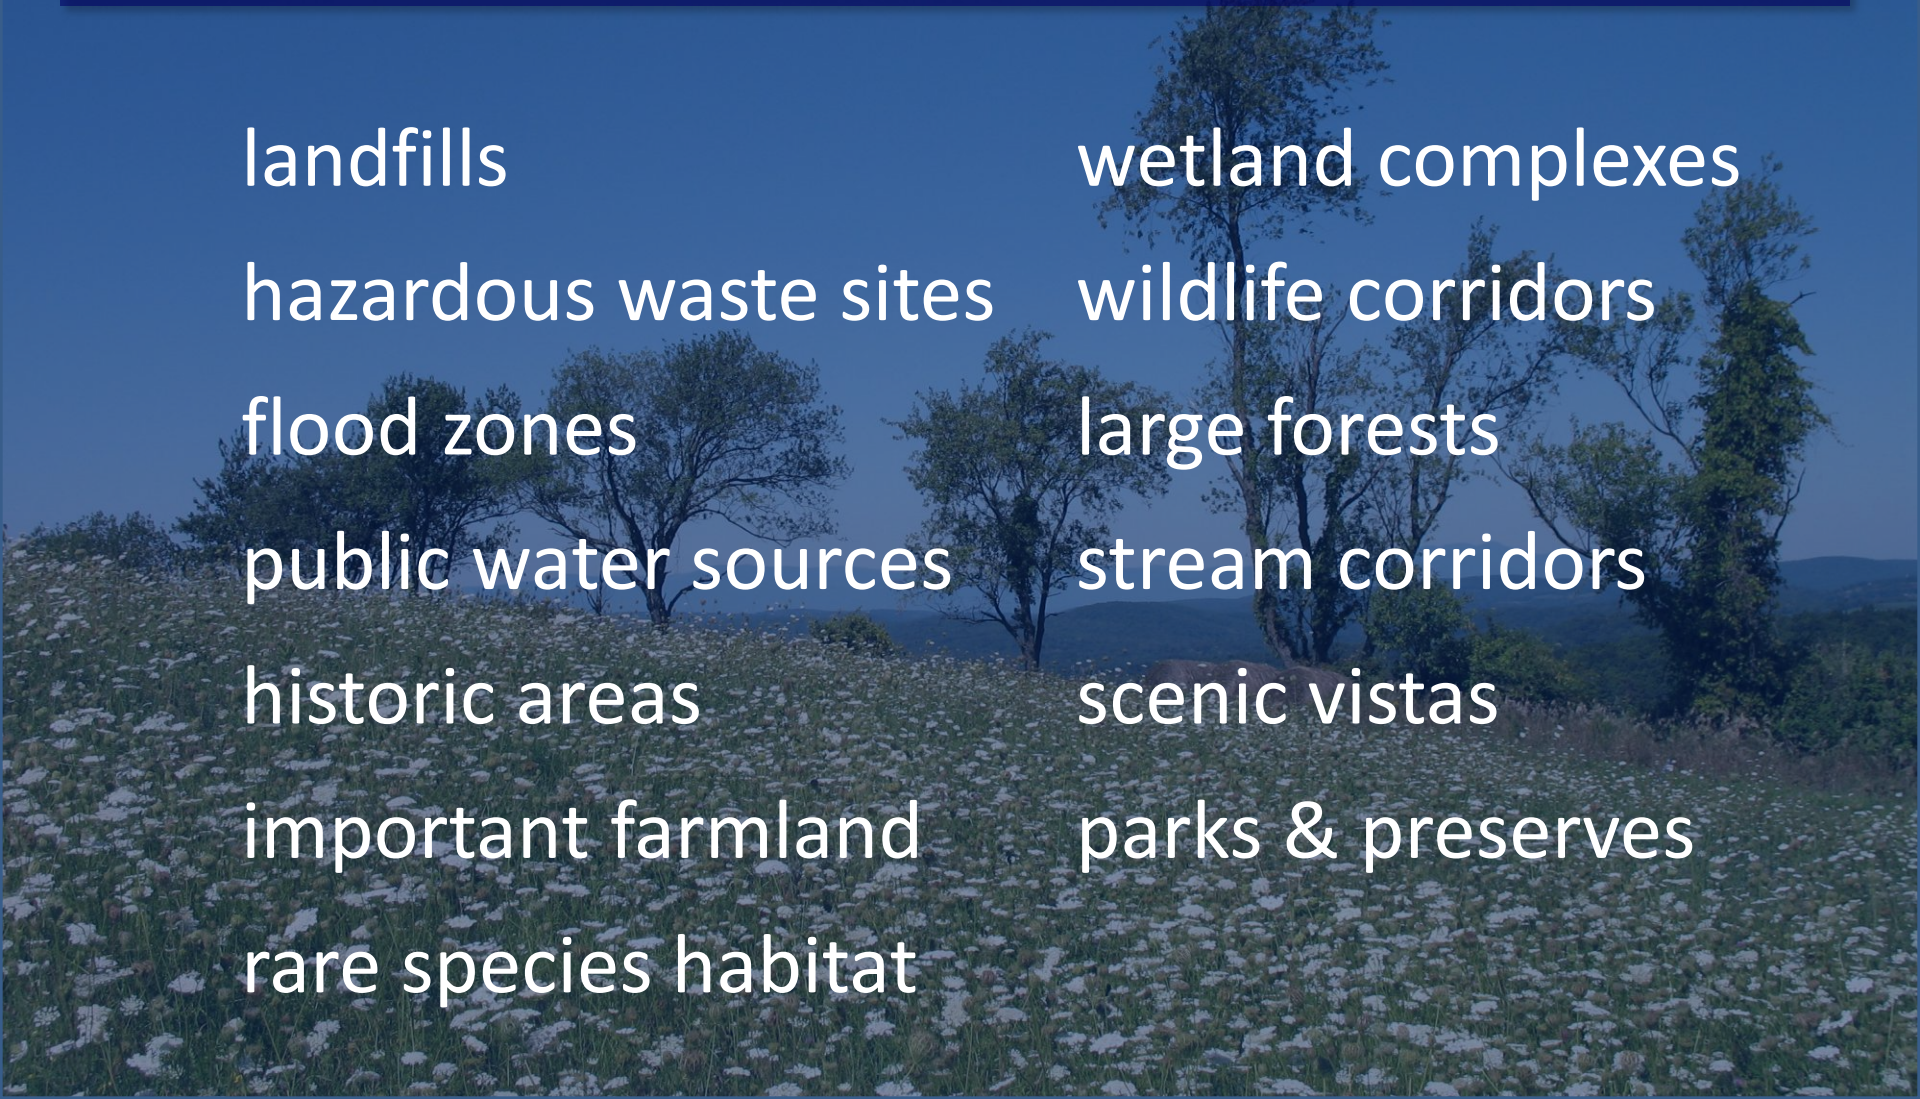 landfills
hazardous waste sites
flood zones
public water sources
historic areas
important farmland
rare species habitat
wetland complexes
wildlife corridors
large forests
stream corridors
scenic vistas
parks & preserves